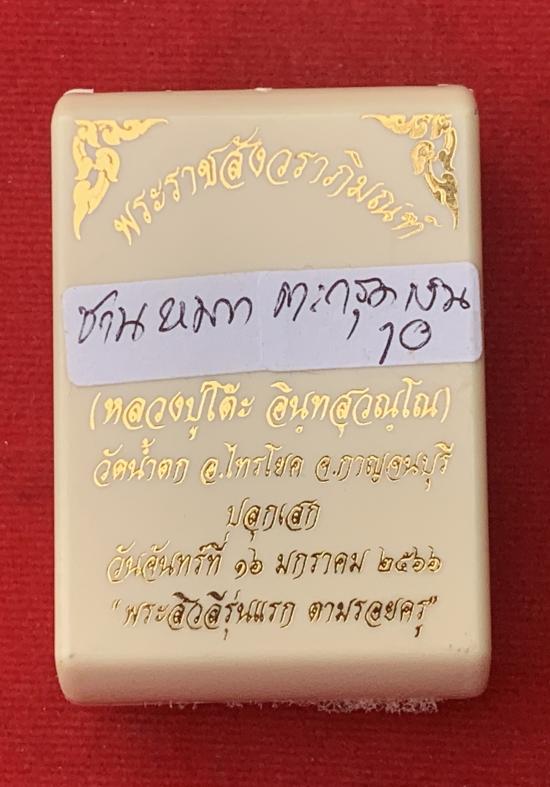 พระราชสังวราภิมณฑ์
ชานหมาก ตะกรุดเงิน
10
(หลวงปู่โต๊ะ อินฺทสุวณฺโณ)
วัดน้ำตก อ.ไทรโยค จ.กาญจนบุรี
ปลุกเสก
วันจันทร์ที่ ๑๖ มกราคม ๒๕๖๖
"พระสิวลีรุ่นแรก ตามรอยครู"